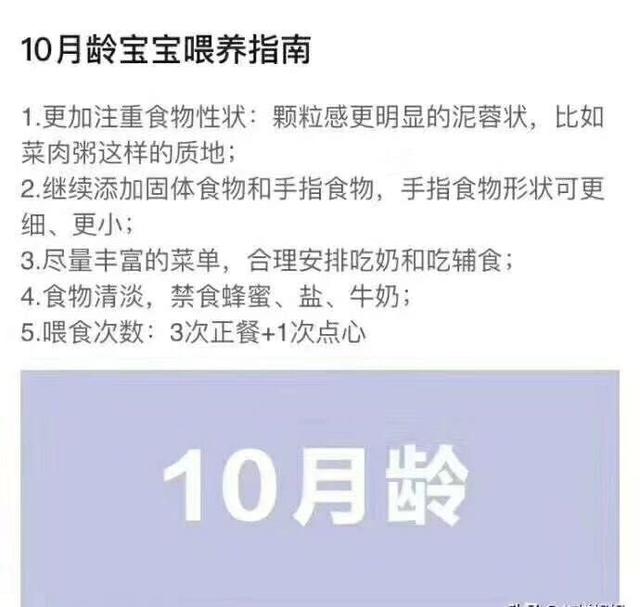 10月龄宝宝喂养指南
1.更加注重食物性状：颗粒感更明显的泥蓉状，比如
菜肉粥这样的质地；
2.继续添加固体食物和手指食物，手指食物形状可更
细、更小；
3.尽量丰富的菜单，合理安排吃奶和吃辅食；
4.食物清淡，禁食蜂蜜、盐、牛奶；
5.喂食次数：3次正餐+1次点心
10月龄